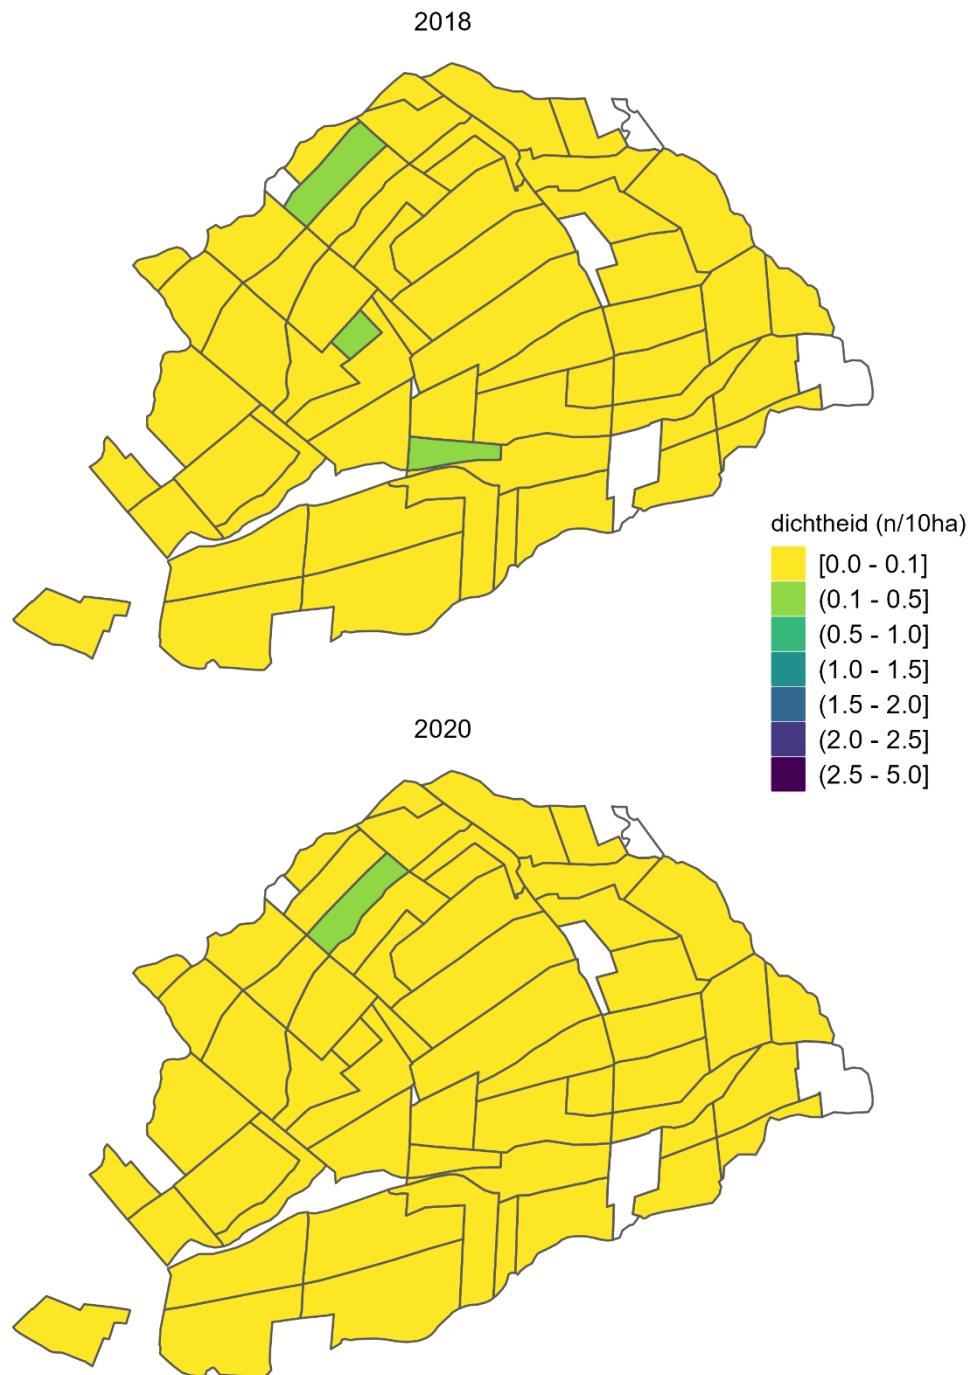 2018
dichtheid (n/10ha)
[0.0 - 0.1]
(0.1 - 0.5]
(0.5 - 1.0]
(1.0 - 1.5]
(1.5 - 2.0]
(2.0 - 2.5]
(2.5 - 5.0]
2020